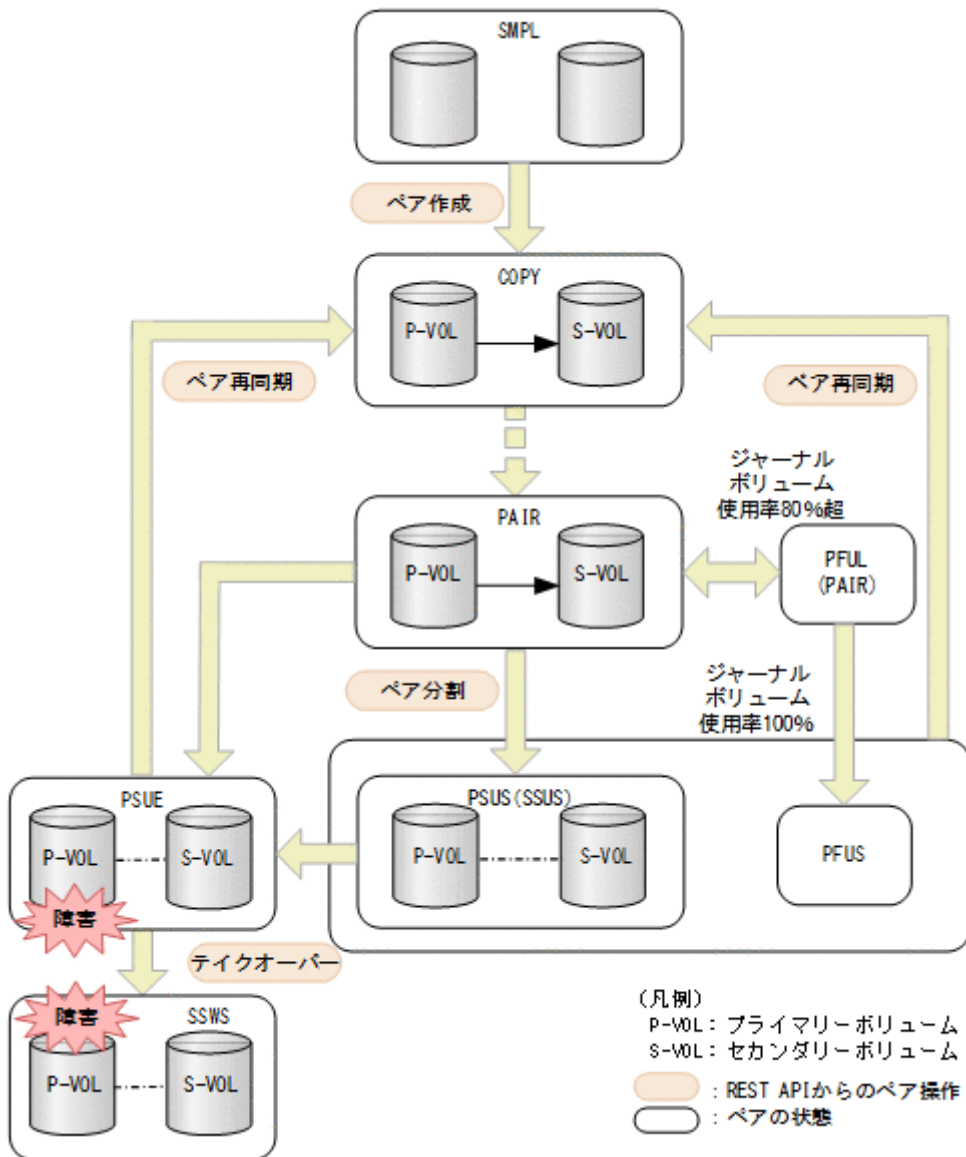 SMPL
ペア作成
COPY
P-VOL
S-VOL
ペア再同期
ペア再同期
ジャーナル
ボリューム
使用率80%超
PAIR
P-VOL
S-VOL
PFUL
(PAIR)
ペア分割
ジャーナル
ボリューム
使用率100%
PSUE
P-VOL
S-VOL
障害
PSUS(SSUS)
P-VOL
S-VOL
PFUS
テイクオーバー
障害
SSWS
P-VOL
S-VOL
(凡例)
P-VOL: プライマリーボリューム
S-VOL: セカンダリーボリューム
: REST APIからのペア操作
: ペアの状態